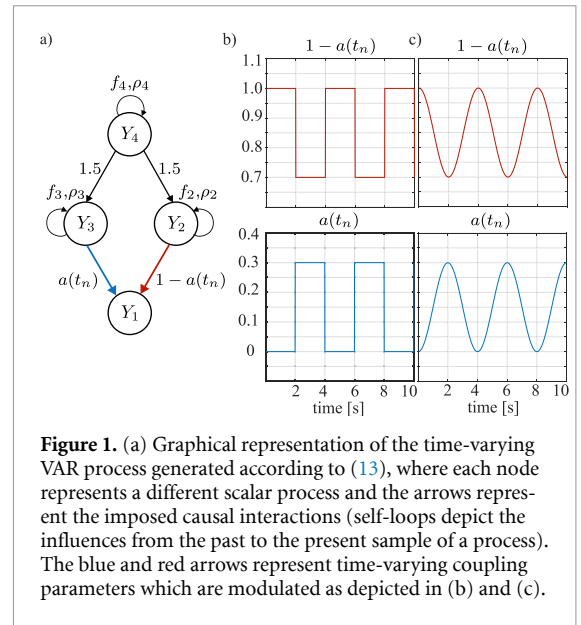 a)
b)
c)
1 − a(tₙ)
1 − a(tₙ)
f₄,ρ₄
Y₄
1.5
1.5
f₃,ρ₃
f₂,ρ₂
Y₃
Y₂
a(tₙ)
1 − a(tₙ)
Y₁
1.1
1.0
0.9
0.8
0.7
a(tₙ)
a(tₙ)
0.4
0.3
0.2
0.1
0
2 4 6 8 10
2 4 6 8 10
time [s]
time [s]
Figure 1. (a) Graphical representation of the time-varying
VAR process generated according to (13), where each node
represents a different scalar process and the arrows repre-
sent the imposed causal interactions (self-loops depict the
influences from the past to the present sample of a process).
The blue and red arrows represent time-varying coupling
parameters which are modulated as depicted in (b) and (c).